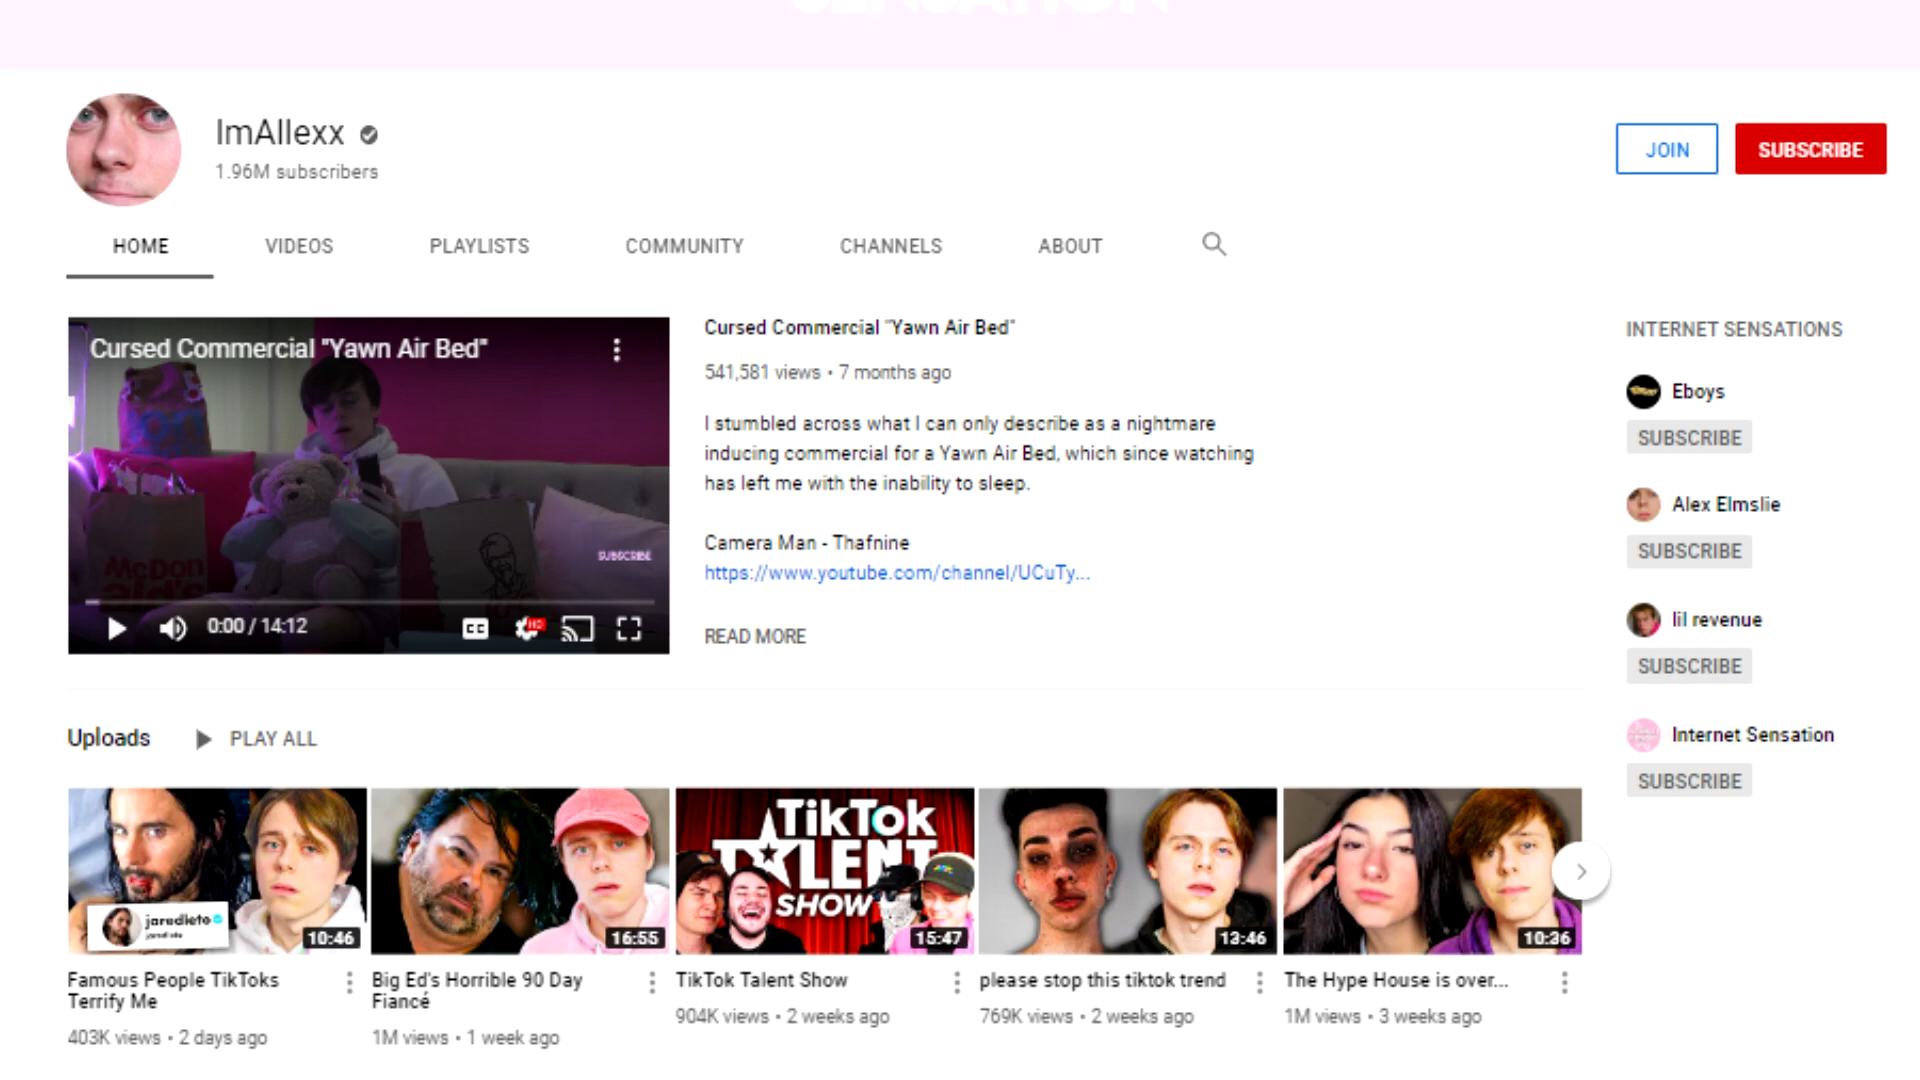 ImAllexx
1.96M subscribers
JOIN
SUBSCRIBE
HOME
VIDEOS
PLAYLISTS
COMMUNITY
CHANNELS
ABOUT
Cursed Commercial "Yawn Air Bed"
McDon
ald's
SUBSCRIBE
0:00 / 14:12
CC
HD
Cursed Commercial "Yawn Air Bed"
541,581 views • 7 months ago
I stumbled across what I can only describe as a nightmare
inducing commercial for a Yawn Air Bed, which since watching
has left me with the inability to sleep.
Camera Man - Thafnine
https://www.youtube.com/channel/UCuTy...
READ MORE
INTERNET SENSATIONS
Eboys
SUBSCRIBE
Alex Elmslie
SUBSCRIBE
lil revenue
SUBSCRIBE
Internet Sensation
SUBSCRIBE
Uploads
PLAY ALL
jaredleto
jaredleto
10:46
Famous People TikToks
Terrify Me
403K views • 2 days ago
16:55
Big Ed's Horrible 90 Day
Fiancé
1M views • 1 week ago
TikTok
TALENT
SHOW
15:47
TikTok Talent Show
904K views • 2 weeks ago
13:46
please stop this tiktok trend
769K views • 2 weeks ago
10:36
The Hype House is over...
1M views • 3 weeks ago